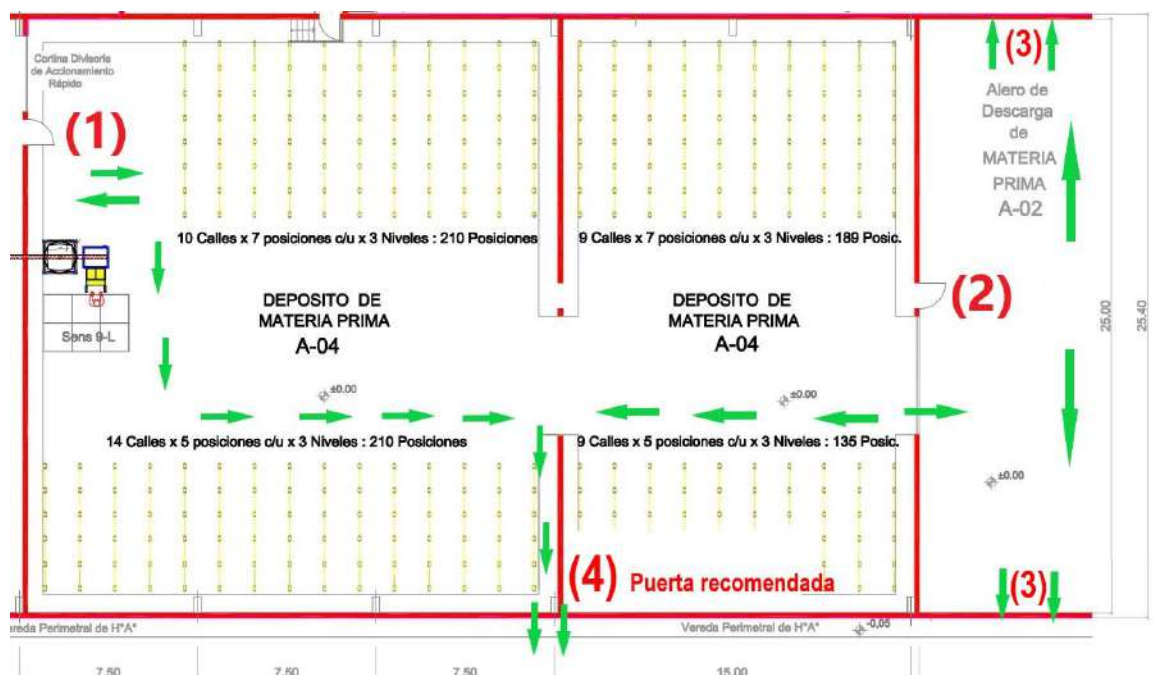 (3)
Cortina Divisoria
de Accionamiento
Rápido
(1)
Alero de
Descarga
de
MATERIA
PRIMA
A-02
10 Calles x 7 posiciones c/u x 3 Niveles : 210 Posiciones
9 Calles x 7 posiciones c/u x 3 Niveles : 189 Posic.
(2)
DEPOSITO DE
MATERIA PRIMA
A-04
DEPOSITO DE
MATERIA PRIMA
A-04
25.00
25.40
Sens 9-L
±0.00
±0.00
14 Calles x 5 posiciones c/u x 3 Niveles : 210 Posiciones
9 Calles x 5 posiciones c/u x 3 Niveles : 135 Posic.
±0.00
(4) Puerta recomendada
(3)
ereda Perimetral de HºAº
Vereda Perimetral de HºAº
-0,05
7.50
7.50
7.50
15.00